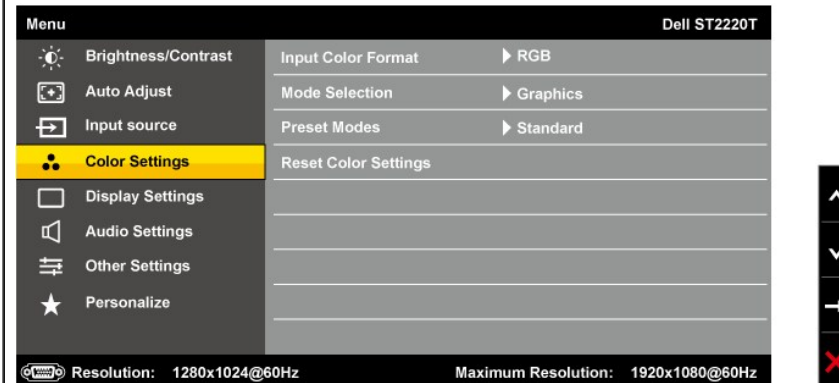 Menu Dell ST2220T
Brightness/Contrast Input Color Format RGB
Auto Adjust Mode Selection Graphics
Input source Preset Modes Standard
Color Settings Reset Color Settings
Display Settings
Audio Settings
Other Settings
Personalize
Resolution: 1280x1024@60Hz Maximum Resolution: 1920x1080@60Hz